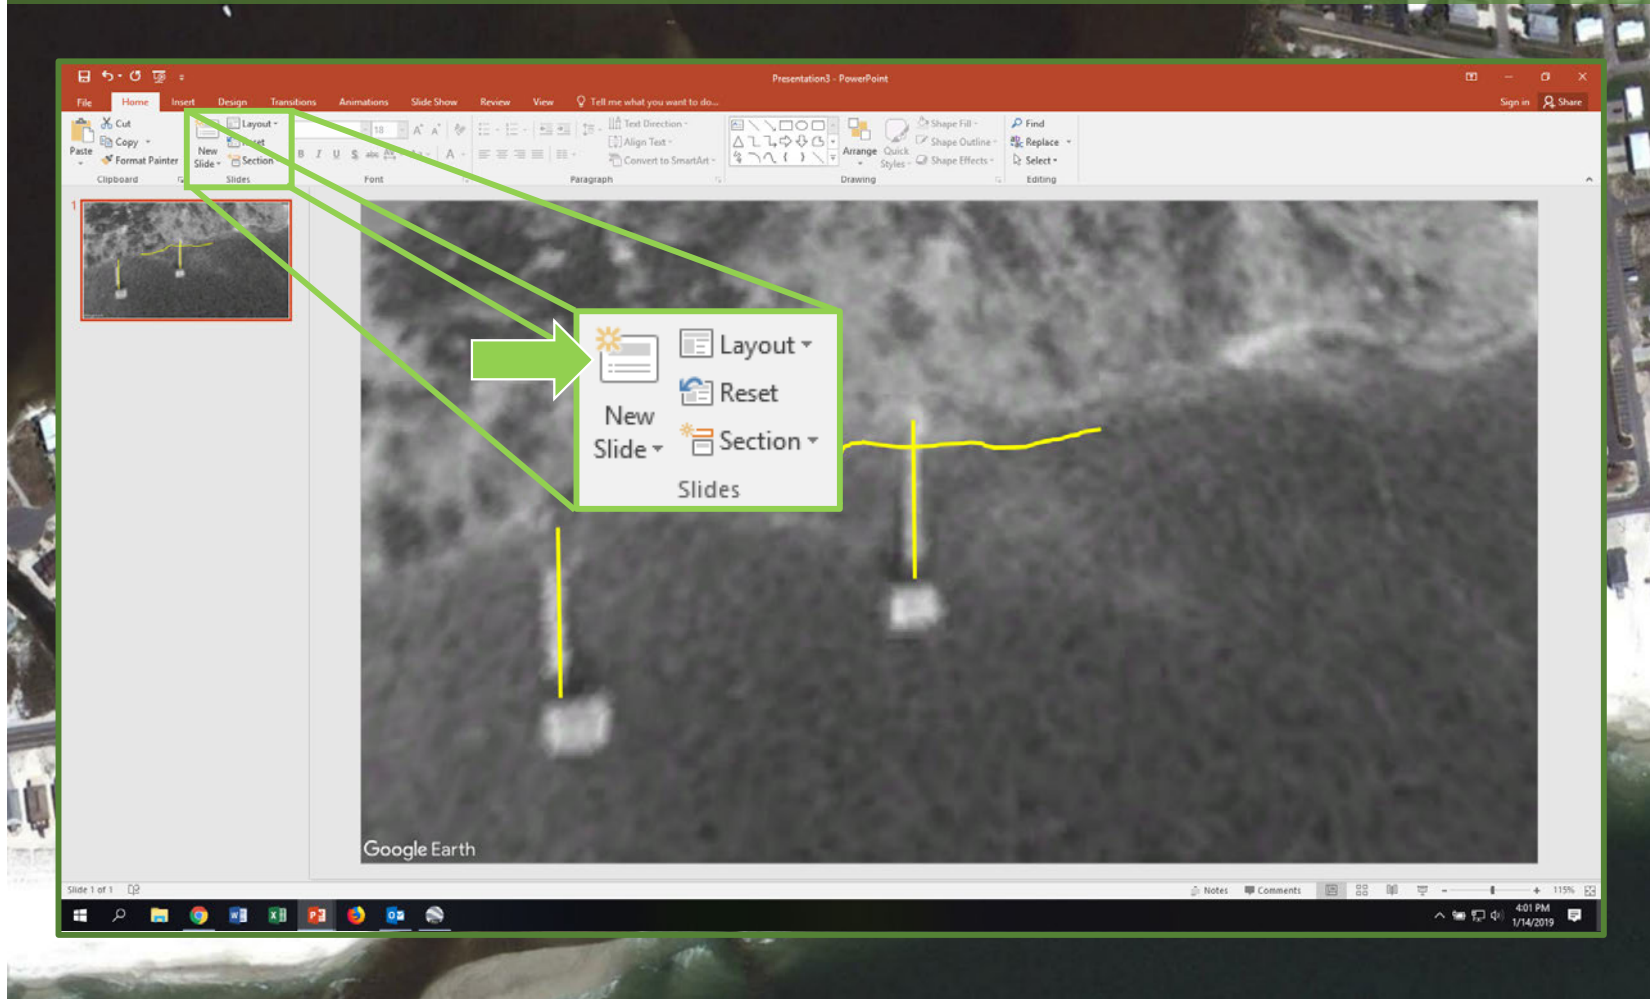 Presentation3 - PowerPoint
File Home Insert Design Transitions Animations Slide Show Review View Tell me what you want to do...
Sign in Share
Paste
Cut
Copy
Format Painter
Clipboard
New
Slide
Layout
Reset
Section
Slides
18
B I U S abc
Font
Text Direction
Align Text
Convert to SmartArt
Paragraph
Arrange
Quick
Styles
Shape Fill
Shape Outline
Shape Effects
Drawing
Find
Replace
Select
Editing
1
New
Slide
Layout
Reset
Section
Slides
Google Earth
Slide 1 of 1
Notes Comments 115%
4:01 PM
1/14/2019